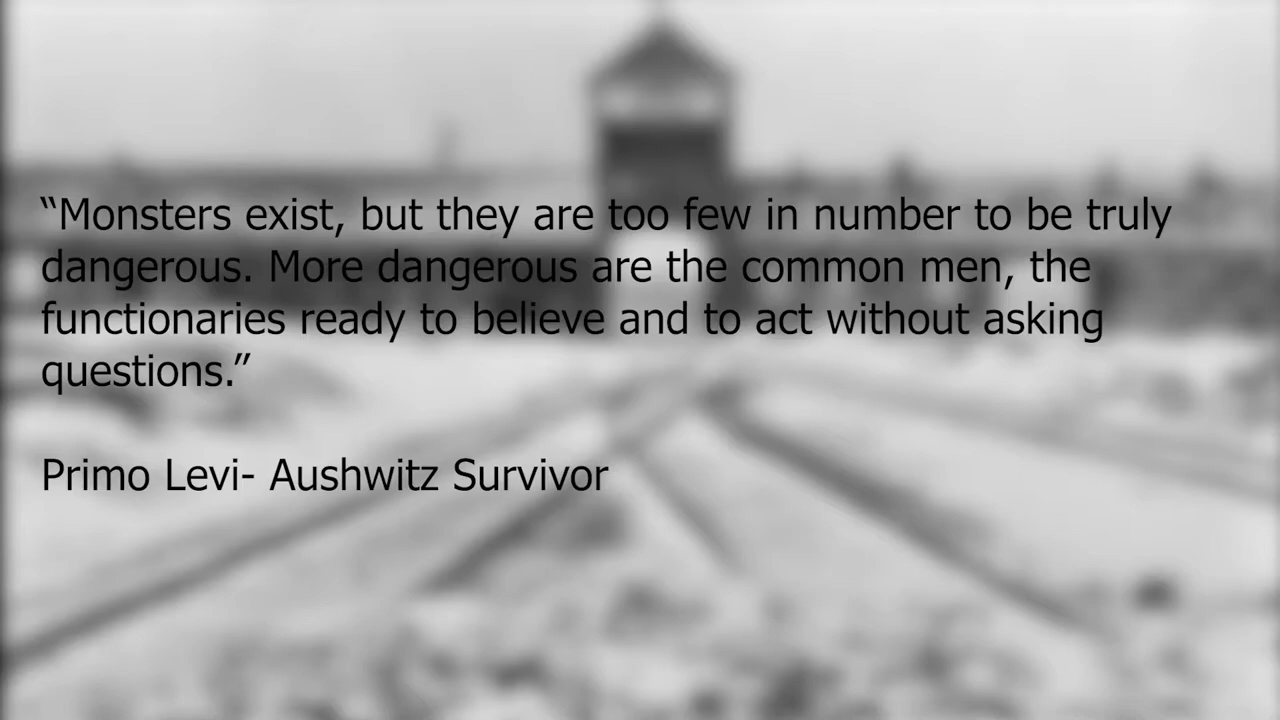 “Monsters exist, but they are too few in number to be truly
dangerous. More dangerous are the common men, the
functionaries ready to believe and to act without asking
questions.”
Primo Levi- Aushwitz Survivor